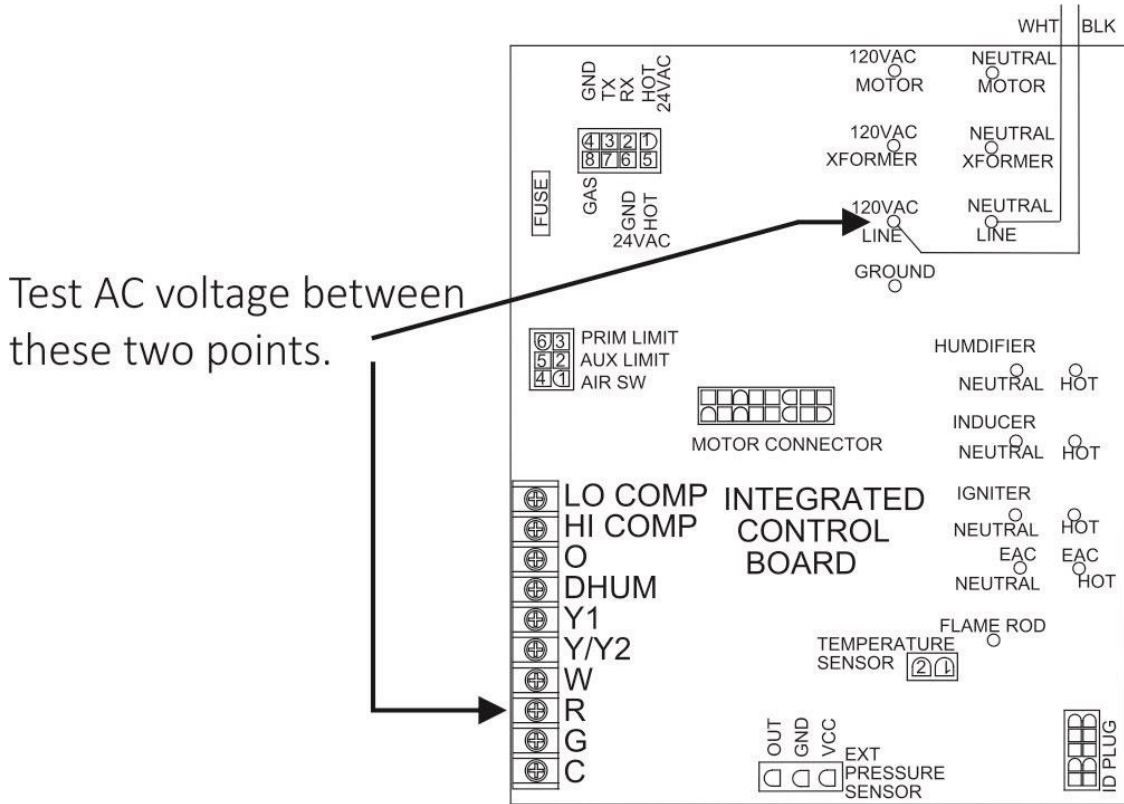 WHT BLK
GND
TX
RX
HOT
24VAC
120VAC
MOTOR
NEUTRAL
MOTOR
4 3 2 1
8 7 6 5
120VAC
XFORMER
NEUTRAL
XFORMER
FUSE
GAS
GND
HOT
24VAC
120VAC
LINE
NEUTRAL
LINE
GROUND
Test AC voltage between
these two points.
6 3 PRIM LIMIT
5 2 AUX LIMIT
4 1 AIR SW
MOTOR CONNECTOR
HUMDIFIER
NEUTRAL HOT
INDUCER
NEUTRAL HOT
IGNITER
NEUTRAL HOT
EAC EAC
NEUTRAL HOT
LO COMP
HI COMP
O
DHUM
Y1
Y/Y2
W
R
G
C
INTEGRATED
CONTROL
BOARD
FLAME ROD
TEMPERATURE
SENSOR 2 1
OUT
GND
VCC
EXT
PRESSURE
SENSOR
ID PLUG